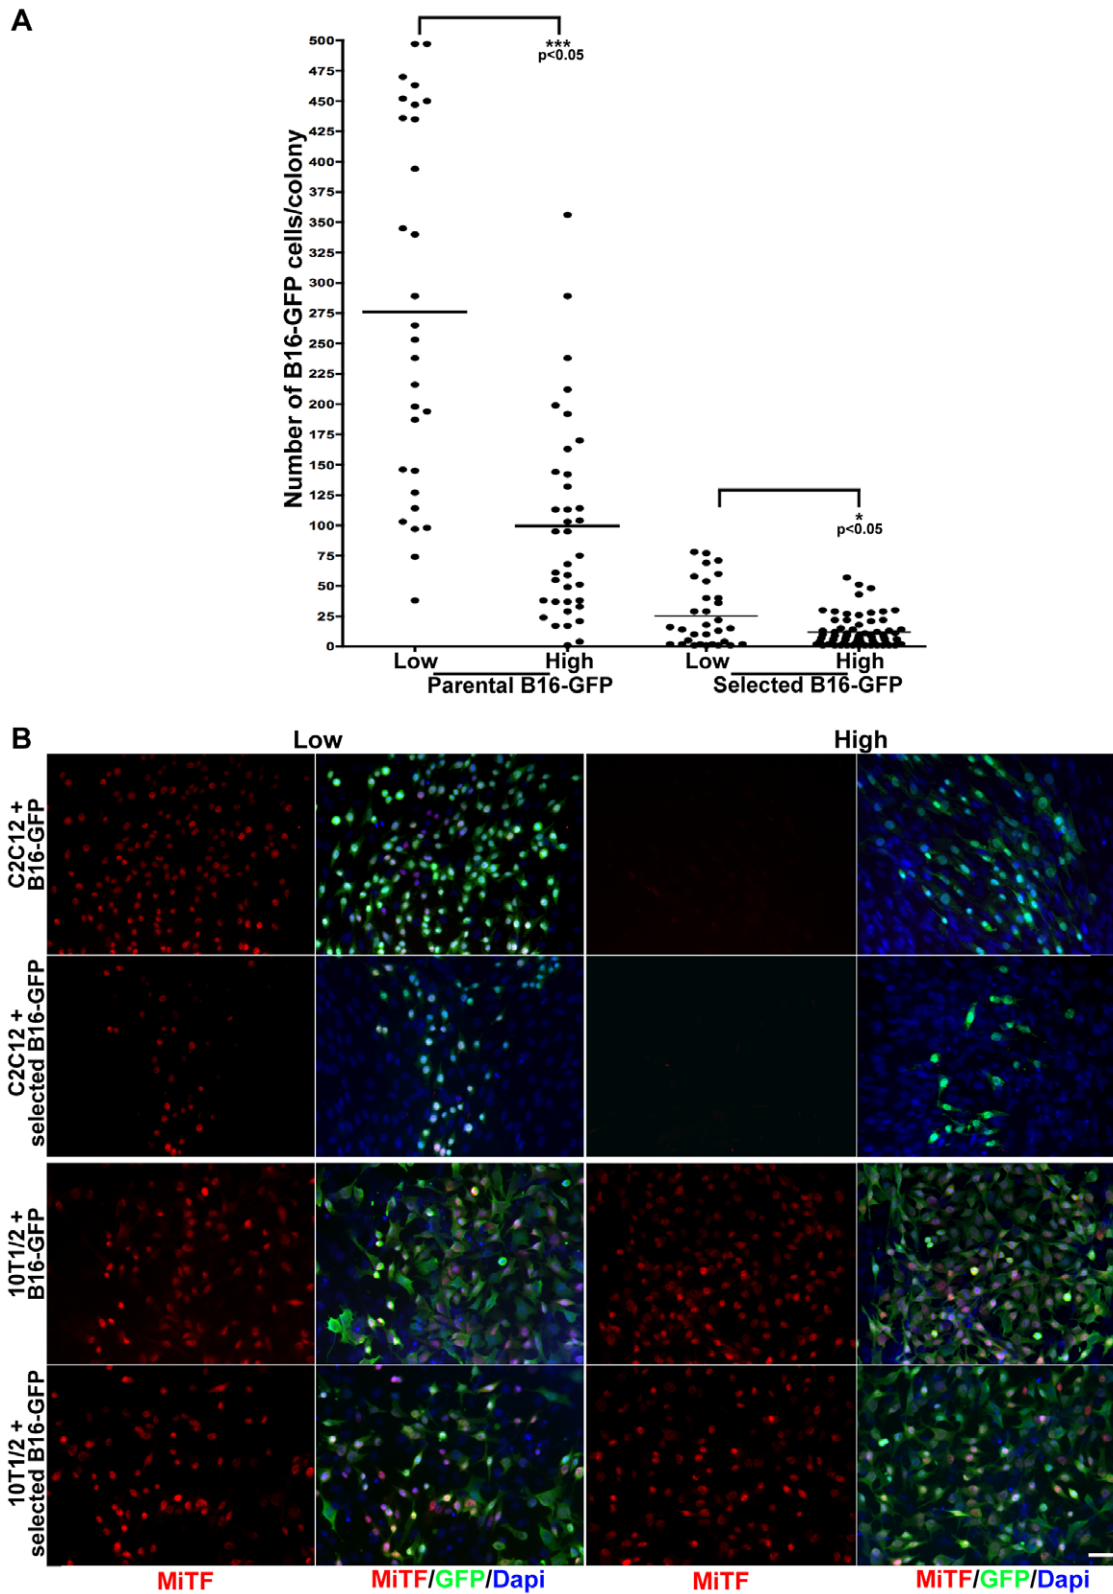 A
Number of B16-GFP cells/colony
500
475
450
425
400
375
350
325
300
275
250
225
200
175
150
125
100
75
50
25
0
***
p<0.05
*
p<0.05
Low High Low High
Parental B16-GFP Selected B16-GFP
B
Low High
C2C12 +
B16-GFP
C2C12 +
selected B16-GFP
10T1/2 +
B16-GFP
10T1/2 +
selected B16-GFP
MiTF MiTF/GFP/Dapi MiTF MiTF/GFP/Dapi